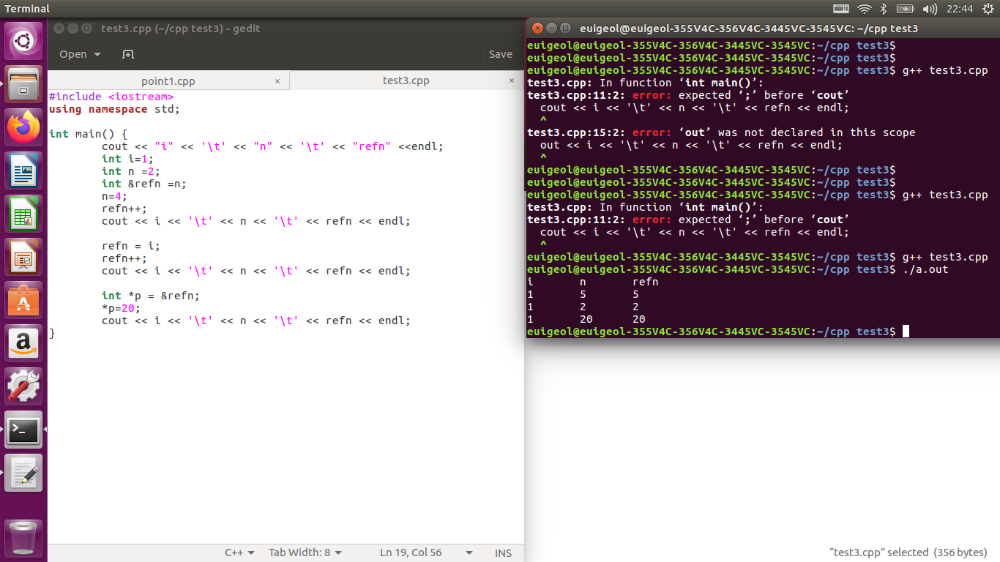 Terminal
22:44
test3.cpp (~/cpp test3) - gedit
Open
Save
point1.cpp × test3.cpp ×
#include <iostream>
using namespace std;

int main() {
        cout << "i" << '\t' << "n" << '\t' << "refn" <<endl;
        int i=1;
        int n =2;
        int &refn =n;
        n=4;
        refn++;
        cout << i << '\t' << n << '\t' << refn << endl;

        refn = i;
        refn++;
        cout << i << '\t' << n << '\t' << refn << endl;

        int *p = &refn;
        *p=20;
        cout << i << '\t' << n << '\t' << refn << endl;
}
C++ Tab Width: 8 Ln 19, Col 56 INS
euigeol@euigeol-355V4C-356V4C-3445VC-3545VC: ~/cpp test3
euigeol@euigeol-355V4C-356V4C-3445VC-3545VC:~/cpp test3$
euigeol@euigeol-355V4C-356V4C-3445VC-3545VC:~/cpp test3$
euigeol@euigeol-355V4C-356V4C-3445VC-3545VC:~/cpp test3$ g++ test3.cpp
test3.cpp: In function ‘int main()’:
test3.cpp:11:2: error: expected ‘;’ before ‘cout’
  cout << i << '\t' << n << '\t' << refn << endl;
  ^
test3.cpp:15:2: error: ‘out’ was not declared in this scope
  out << i << '\t' << n << '\t' << refn << endl;
  ^
euigeol@euigeol-355V4C-356V4C-3445VC-3545VC:~/cpp test3$
euigeol@euigeol-355V4C-356V4C-3445VC-3545VC:~/cpp test3$
euigeol@euigeol-355V4C-356V4C-3445VC-3545VC:~/cpp test3$ g++ test3.cpp
test3.cpp: In function ‘int main()’:
test3.cpp:11:2: error: expected ‘;’ before ‘cout’
  cout << i << '\t' << n << '\t' << refn << endl;
  ^
euigeol@euigeol-355V4C-356V4C-3445VC-3545VC:~/cpp test3$ g++ test3.cpp
euigeol@euigeol-355V4C-356V4C-3445VC-3545VC:~/cpp test3$ ./a.out
i       n       refn
1       5       5
1       2       2
1       20      20
euigeol@euigeol-355V4C-356V4C-3445VC-3545VC:~/cpp test3$
“test3.cpp” selected (356 bytes)